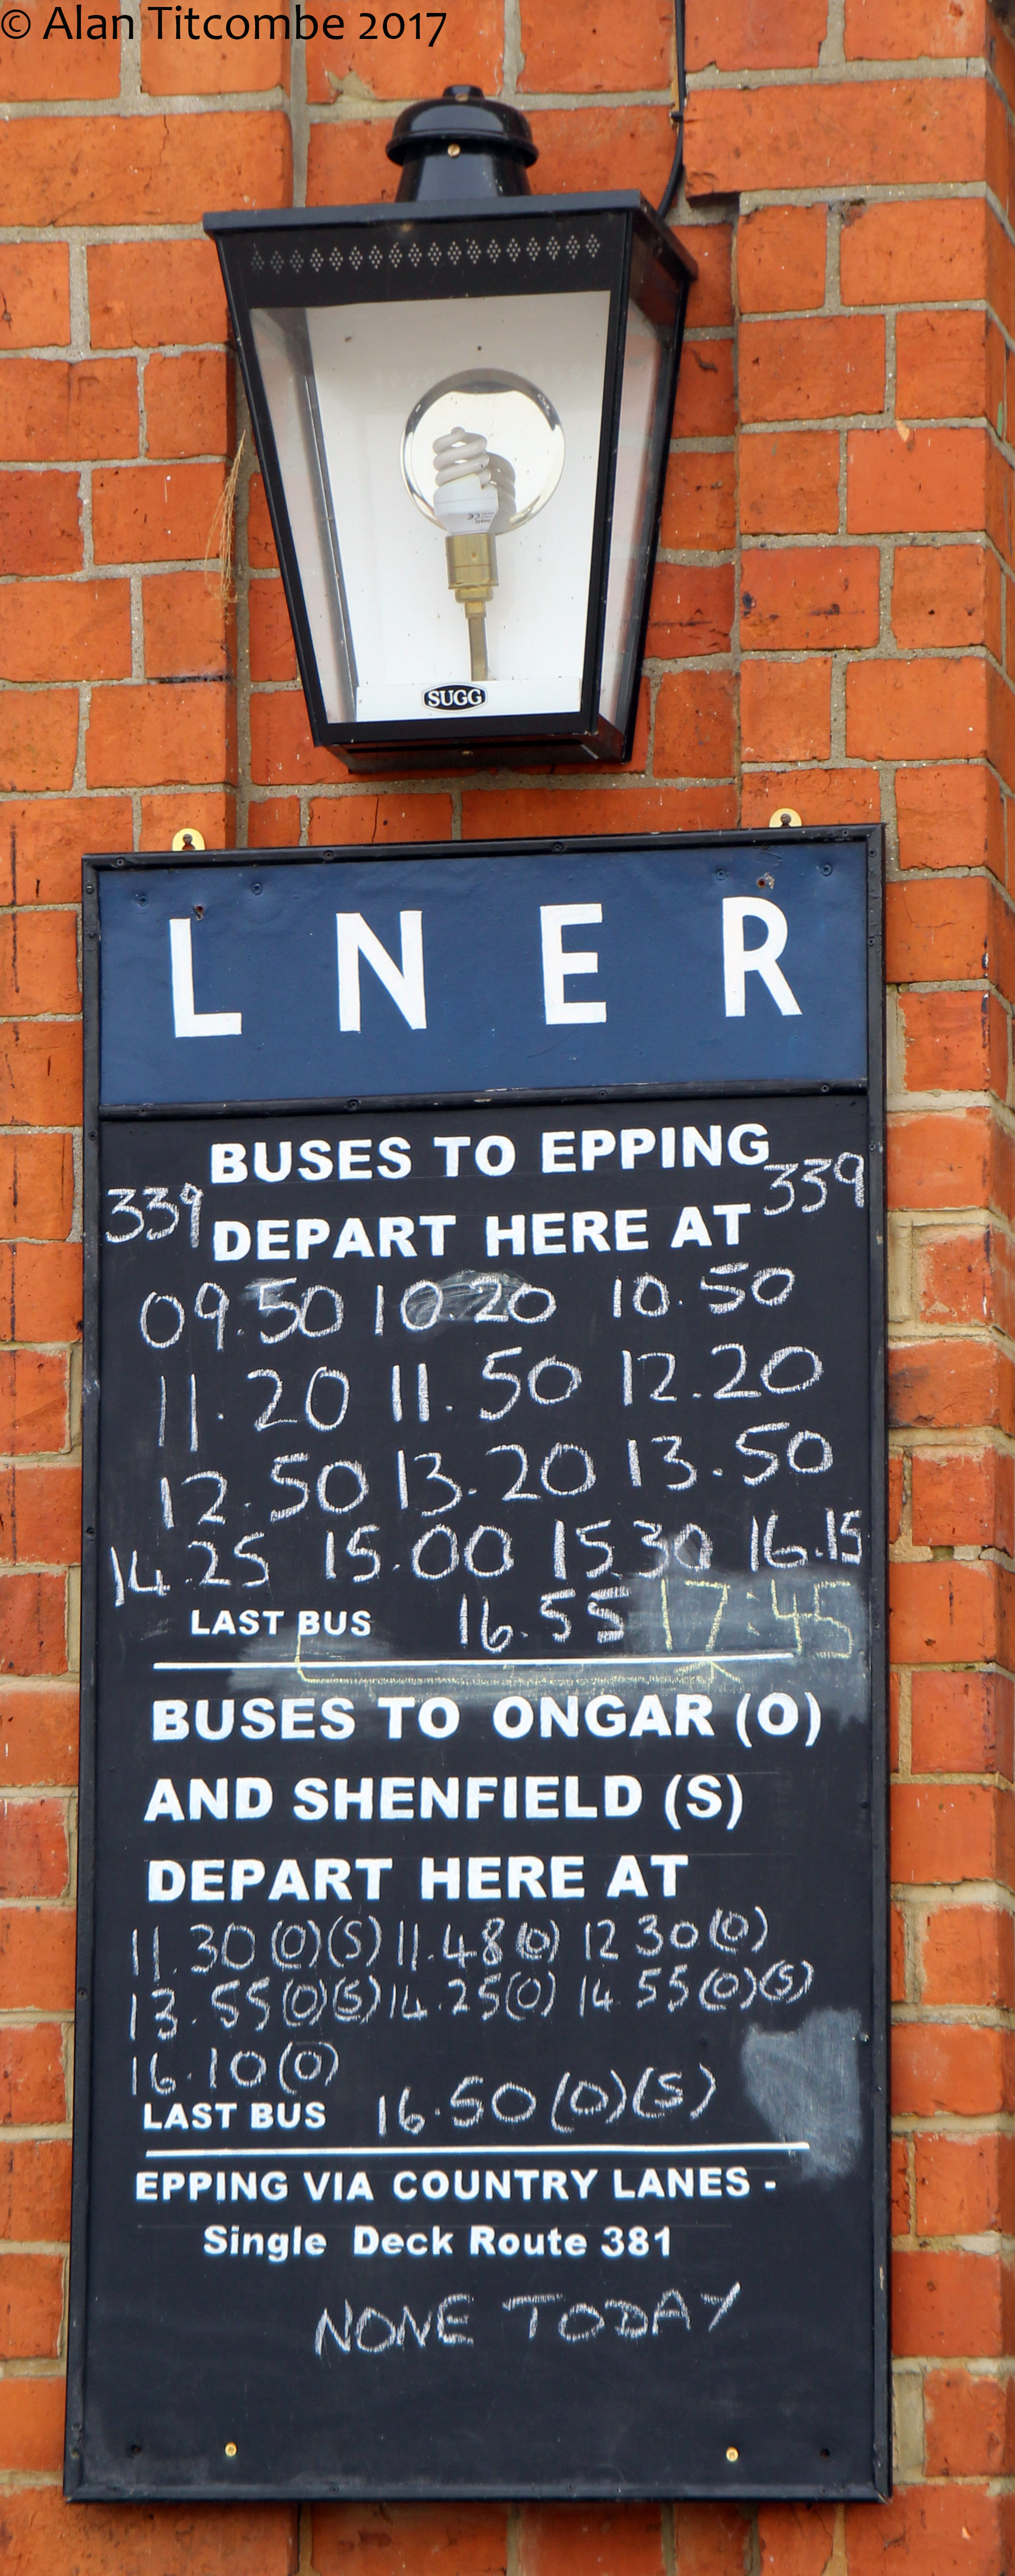 © Alan Titcombe 2017
SUGG
L N E R
BUSES TO EPPING
339 339
DEPART HERE AT
09.50 10.20 10.50
11.20 11.50 12.20
12.50 13.20 13.50
14.25 15.00 15.30 16.15
LAST BUS 16.55 17:45
BUSES TO ONGAR (O)
AND SHENFIELD (S)
DEPART HERE AT
11.30(O)(S) 11.48(O) 12 30(O)
13.55(O)(S) 14.25(O) 14 55(O)(S)
16.10(O)
LAST BUS 16.50(O)(S)
EPPING VIA COUNTRY LANES -
Single Deck Route 381
NONE TODAY